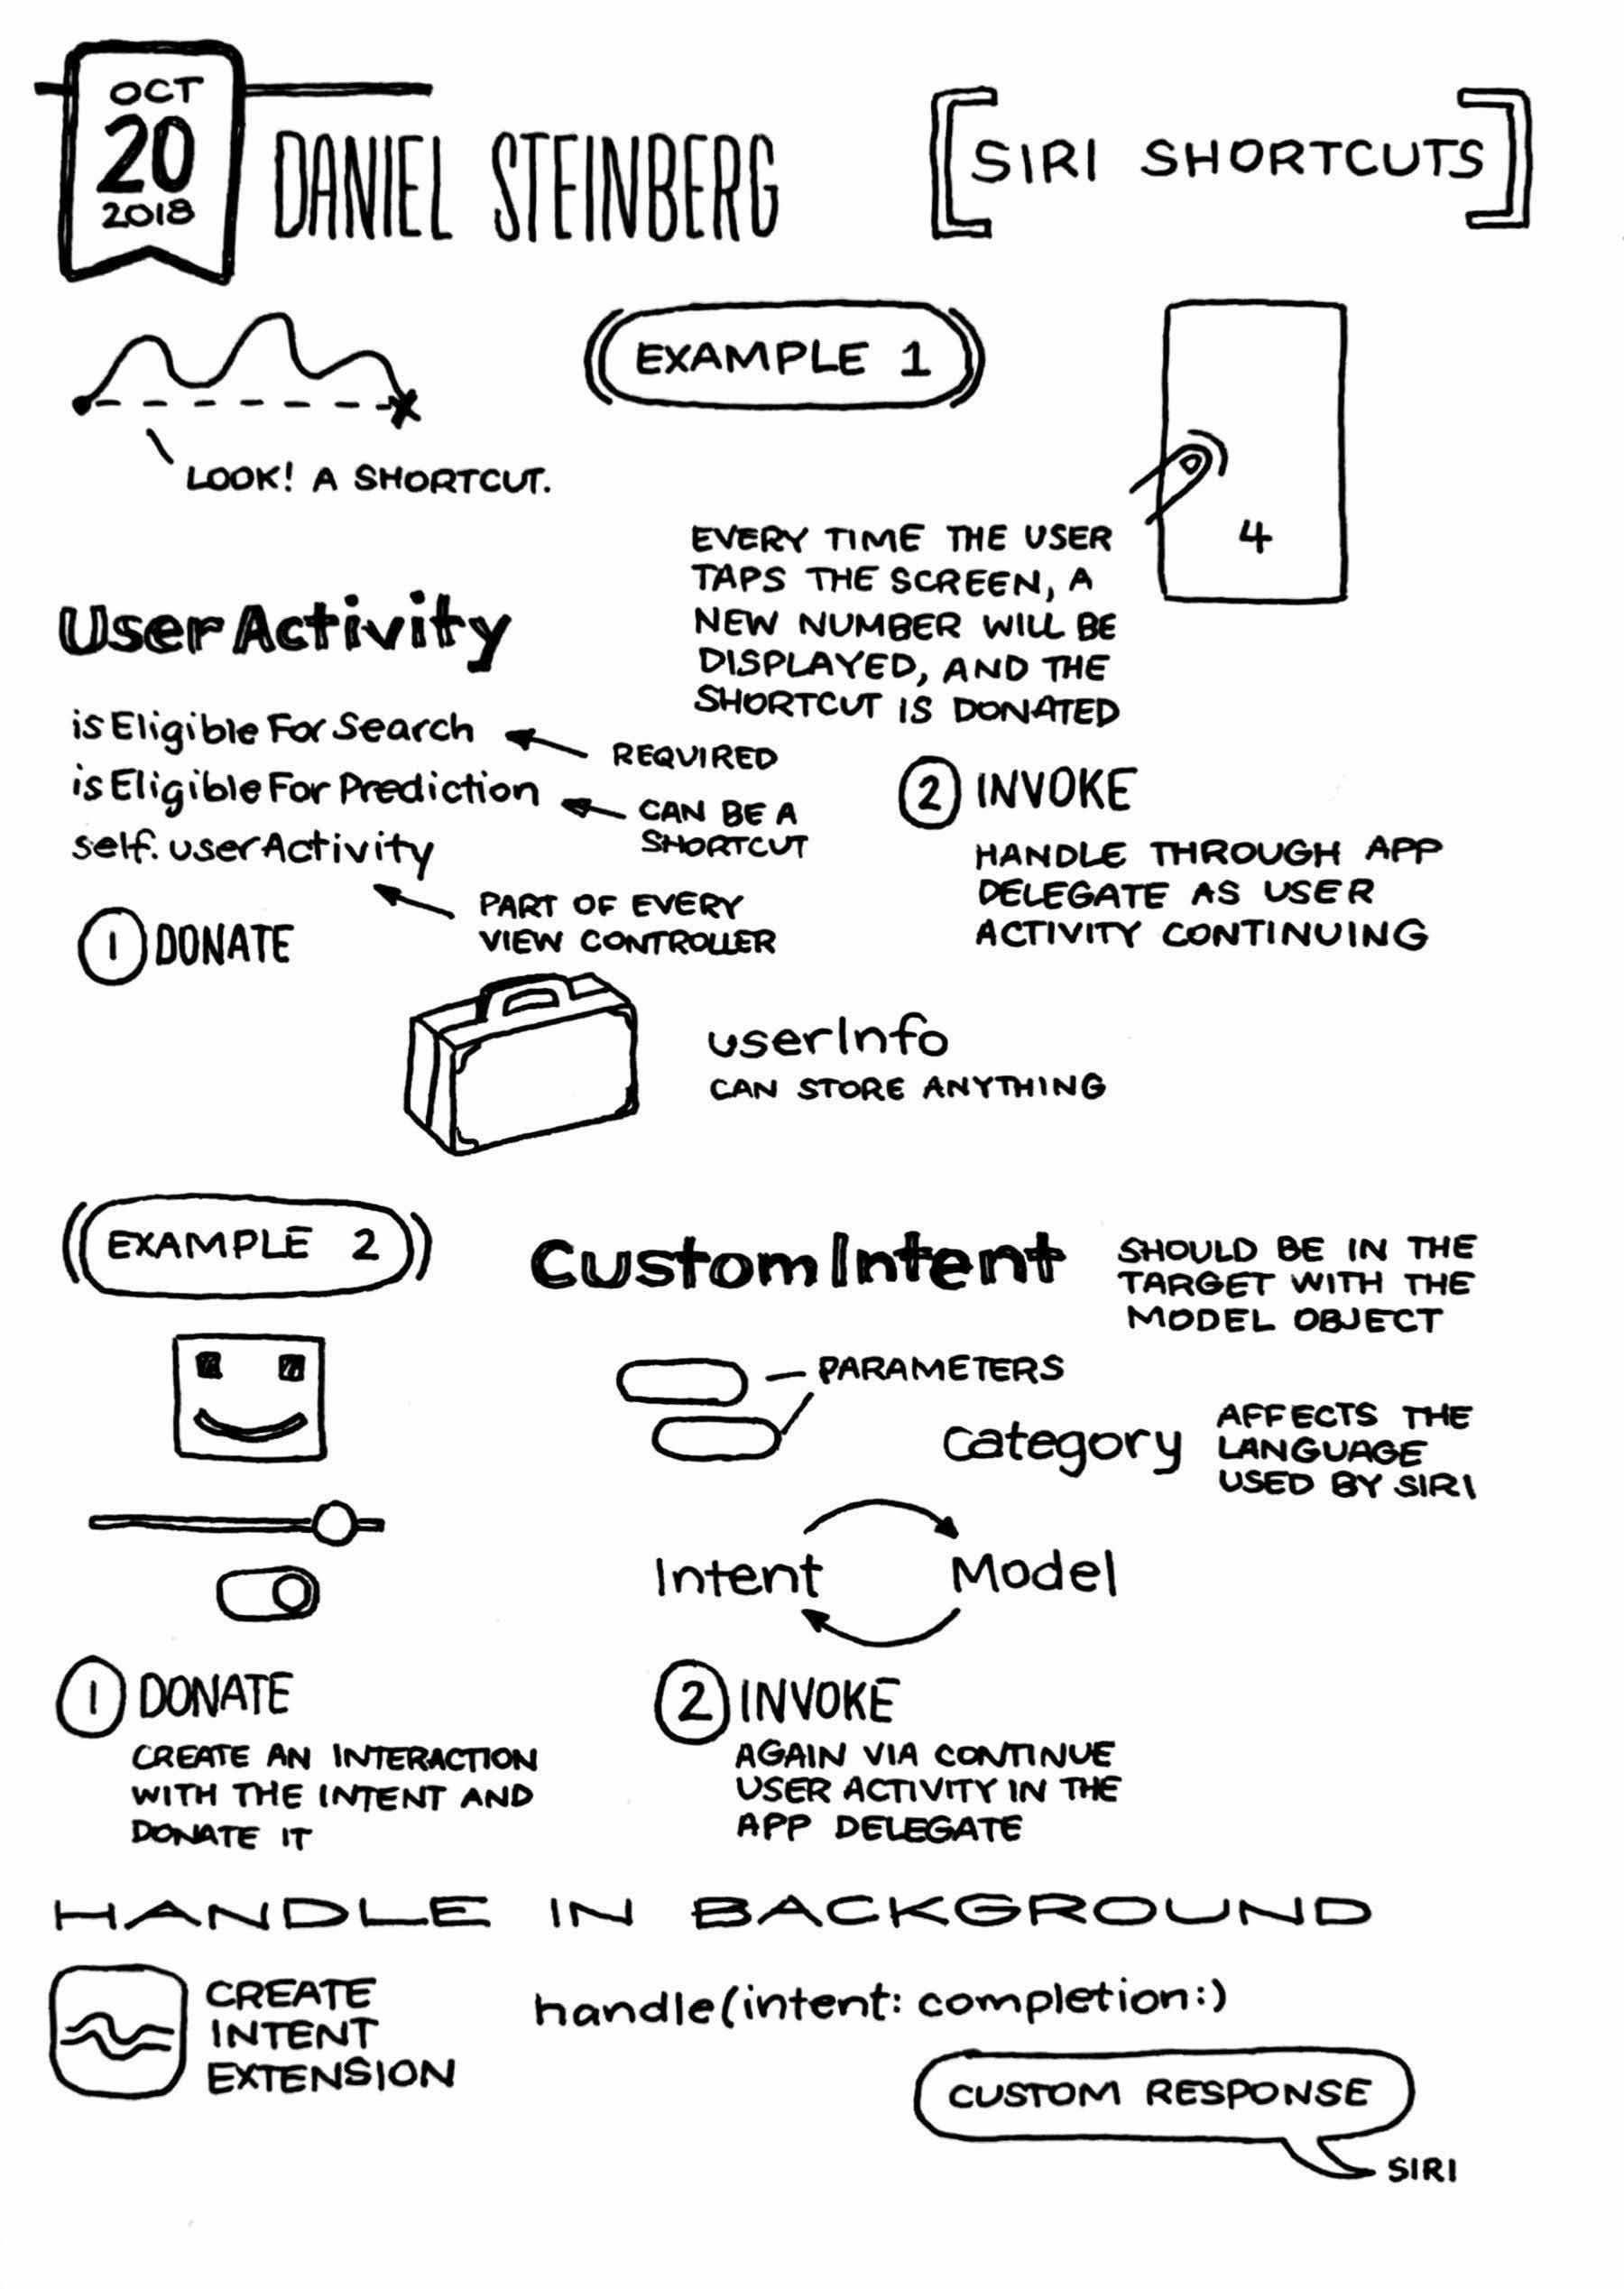 OCT
20
2018
DANIEL STEINBERG
SIRI SHORTCUTS
LOOK! A SHORTCUT.
EXAMPLE 1
4
EVERY TIME THE USER
TAPS THE SCREEN, A
NEW NUMBER WILL BE
DISPLAYED, AND THE
SHORTCUT IS DONATED
UserActivity
isEligibleForSearch
REQUIRED
isEligibleForPrediction
CAN BE A
SHORTCUT
self.userActivity
PART OF EVERY
VIEW CONTROLLER
1 DONATE
2 INVOKE
HANDLE THROUGH APP
DELEGATE AS USER
ACTIVITY CONTINUING
userInfo
CAN STORE ANYTHING
EXAMPLE 2
CustomIntent
SHOULD BE IN THE
TARGET WITH THE
MODEL OBJECT
PARAMETERS
category
AFFECTS THE
LANGUAGE
USED BY SIRI
Intent Model
1 DONATE
CREATE AN INTERACTION
WITH THE INTENT AND
DONATE IT
2 INVOKE
AGAIN VIA CONTINUE
USER ACTIVITY IN THE
APP DELEGATE
HANDLE IN BACKGROUND
CREATE
INTENT
EXTENSION
handle(intent: completion:)
CUSTOM RESPONSE
SIRI